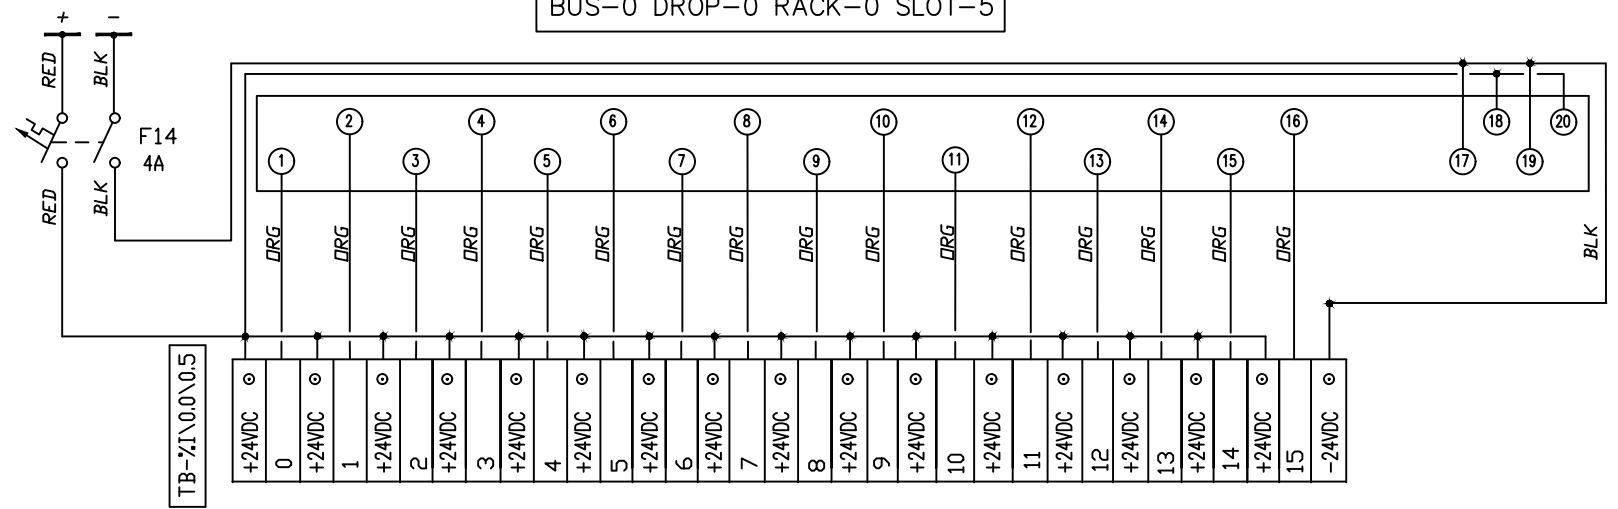 BUS-0 DROP-0 RACK-0 SLOT-5
+ -
RED BLK
F14
4A
RED BLK
2 4 6 8 10 12 14 16 18 20
1 3 5 7 9 11 13 15 17 19
ORG ORG ORG ORG ORG ORG ORG ORG ORG ORG ORG ORG ORG ORG ORG ORG BLK
TB-%I\0.0\0.5
+24VDC 0 +24VDC 1 +24VDC 2 +24VDC 3 +24VDC 4 +24VDC 5 +24VDC 6 +24VDC 7 +24VDC 8 +24VDC 9 +24VDC 10 +24VDC 11 +24VDC 12 +24VDC 13 +24VDC 14 +24VDC 15 -24VDC